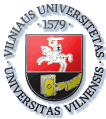 VILNIAUS UNIVERSITETAS
• 1579 •
UNIVERSITAS VILNENSIS